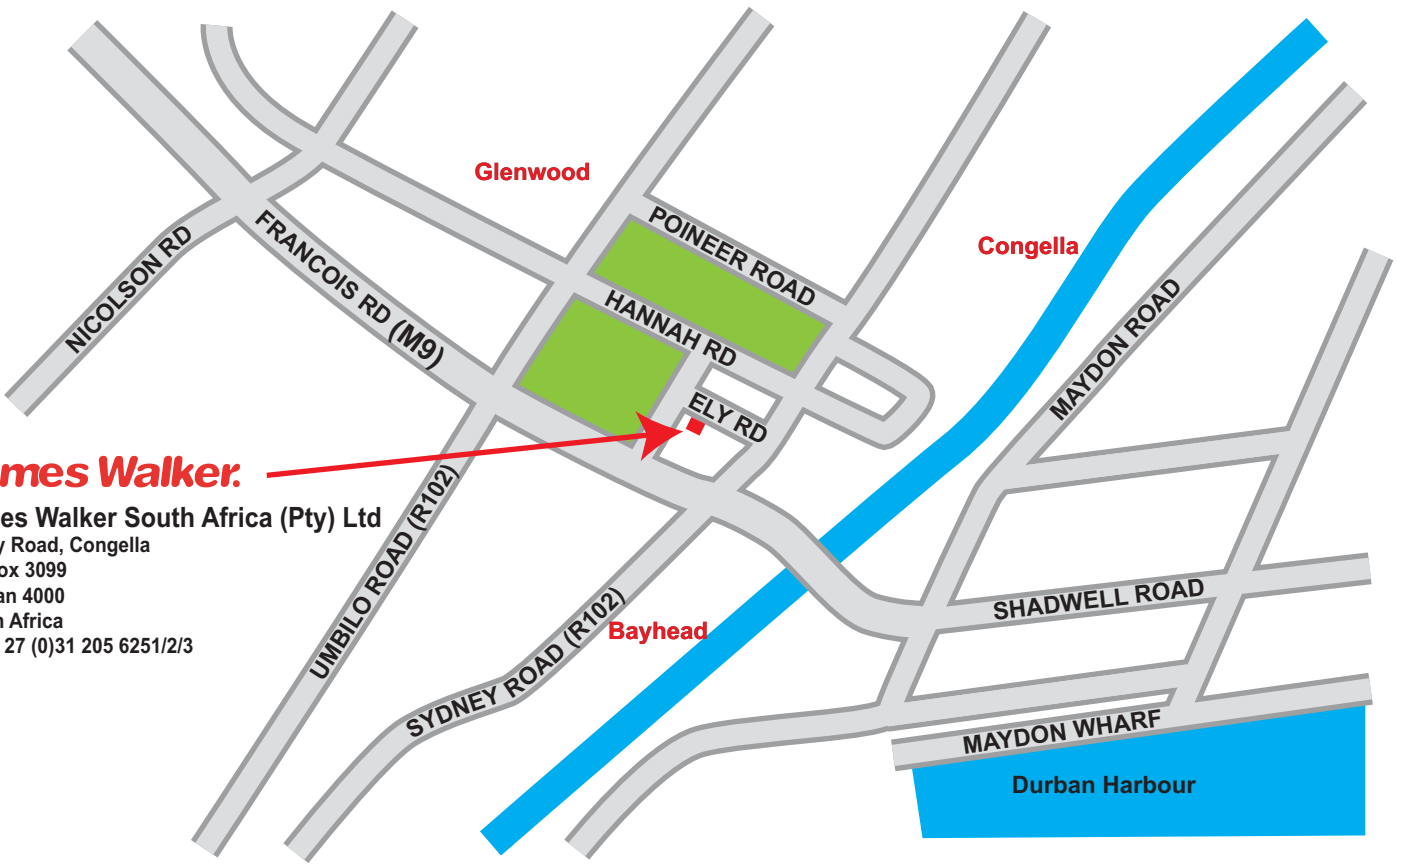 Glenwood
POINEER ROAD
Congella
NICOLSON RD
FRANCOIS RD (M9)
HANNAH RD
MAYDON ROAD
ELY RD
mes Walker.
es Walker South Africa (Pty) Ltd
y Road, Congella
ox 3099
an 4000
n Africa
27 (0)31 205 6251/2/3
UMBILO ROAD (R102)
SYDNEY ROAD (R102)
Bayhead
SHADWELL ROAD
MAYDON WHARF
Durban Harbour